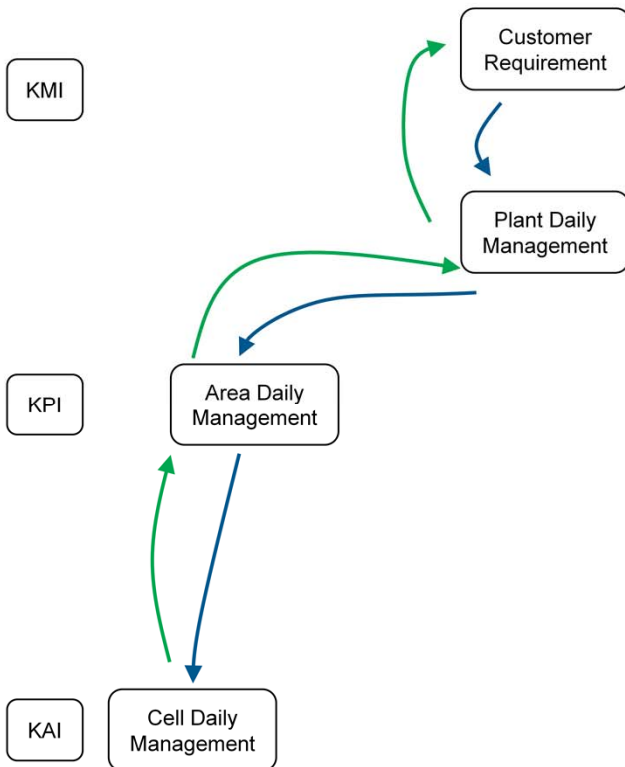 Customer
Requirement
KMI
Plant Daily
Management
Area Daily
Management
KPI
Cell Daily
Management
KAI